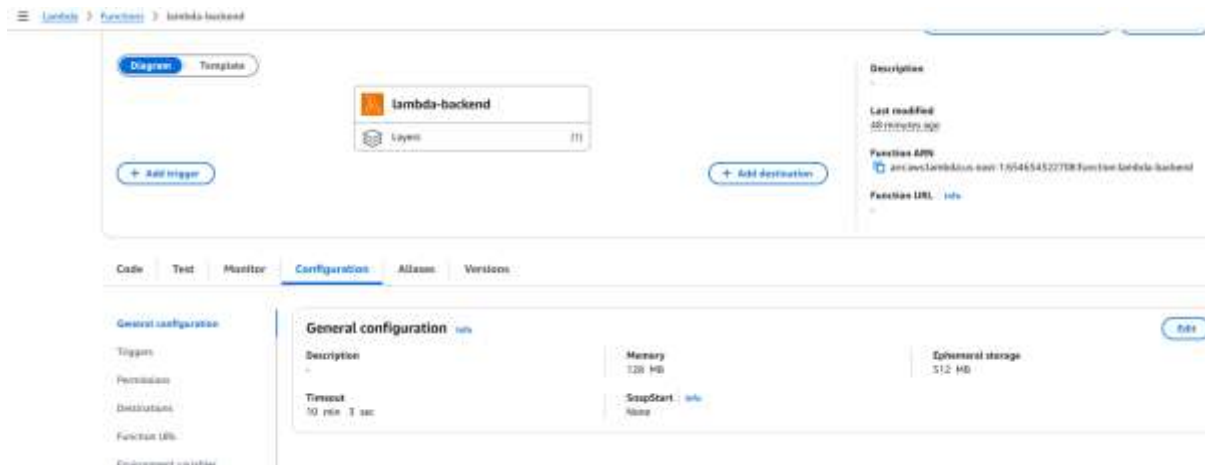 Lambda > Functions > lambda-backend
Diagram Template
lambda-backend
Layers (1)
+ Add trigger
+ Add destination
Description
-
Last modified
48 minutes ago
Function ARN
Function URL Info
-
Code Test Monitor Configuration Aliases Versions
General configuration
Triggers
Permissions
Destinations
Function URL
Environment variables
General configuration Info
Edit
Description
-
Memory
128 MB
Ephemeral storage
512 MB
Timeout
10 min 3 sec
SnapStart Info
None